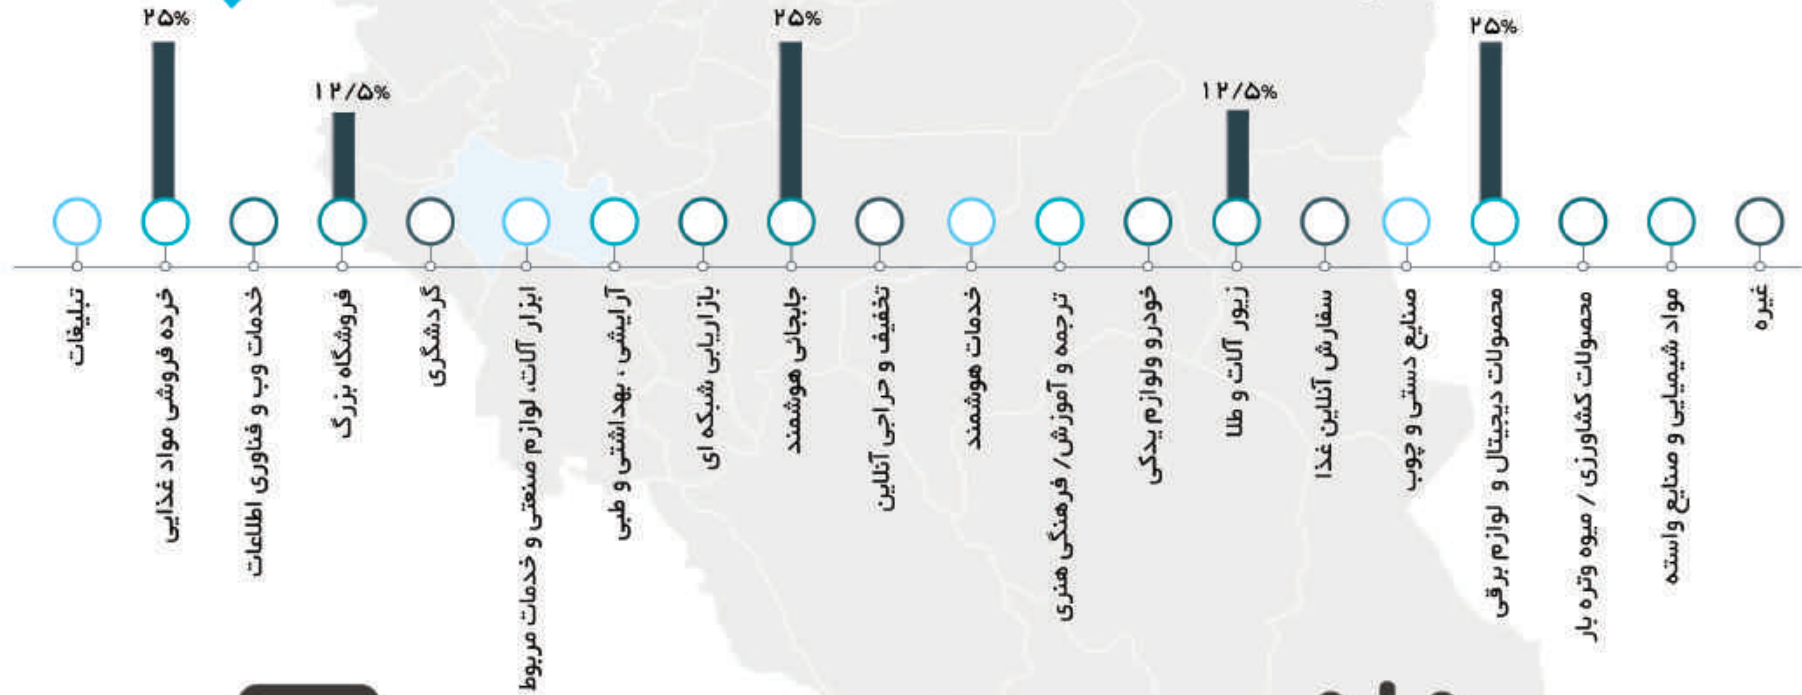 ۲۵%
۱۲/۵%
۲۵%
۱۲/۵%
۲۵%
تبلیغات
خرده فروشی مواد غذایی
خدمات وب و فناوری اطلاعات
فروشگاه بزرگ
گردشگری
ابزار آلات، لوازم صنعتی و خدمات مربوط
آرایشی ، بهداشتی و طبی
بازاریابی شبکه ای
جابجائی هوشمند
تخفیف و حراجی آنلاین
خدمات هوشمند
ترجمه و آموزش/ فرهنگی هنری
خودرو ولوازم یدکی
زیور آلات و طلا
سفارش آنلاین غذا
صنایع دستی و چوب
محصولات دیجیتال و لوازم برقی
محصولات کشاورزی / میوه وتره بار
مواد شیمیایی و صنایع وابسته
غیره